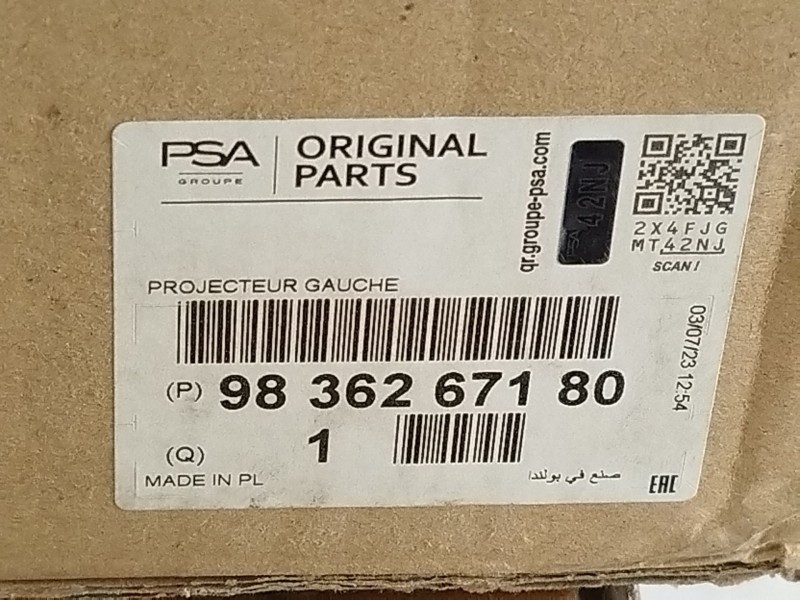 PSA
GROUPE
ORIGINAL
PARTS
qr.groupe-psa.com
PSA 42NJ
2X4FJG
MT42NJ
SCAN!
PROJECTEUR GAUCHE
(P) 98 362 671 80
03/07/23 12:54
(Q) 1
MADE IN PL
صنع في بولندا
EAC